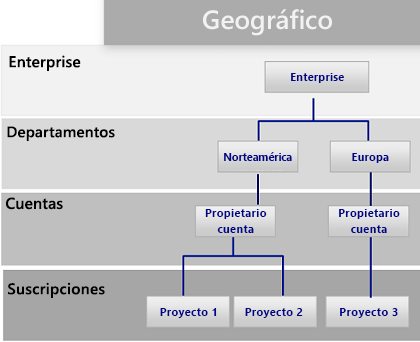 Geográfico
Enterprise
Enterprise
Departamentos
Norteamérica
Europa
Cuentas
Propietario
cuenta
Propietario
cuenta
Suscripciones
Proyecto 1
Proyecto 2
Proyecto 3